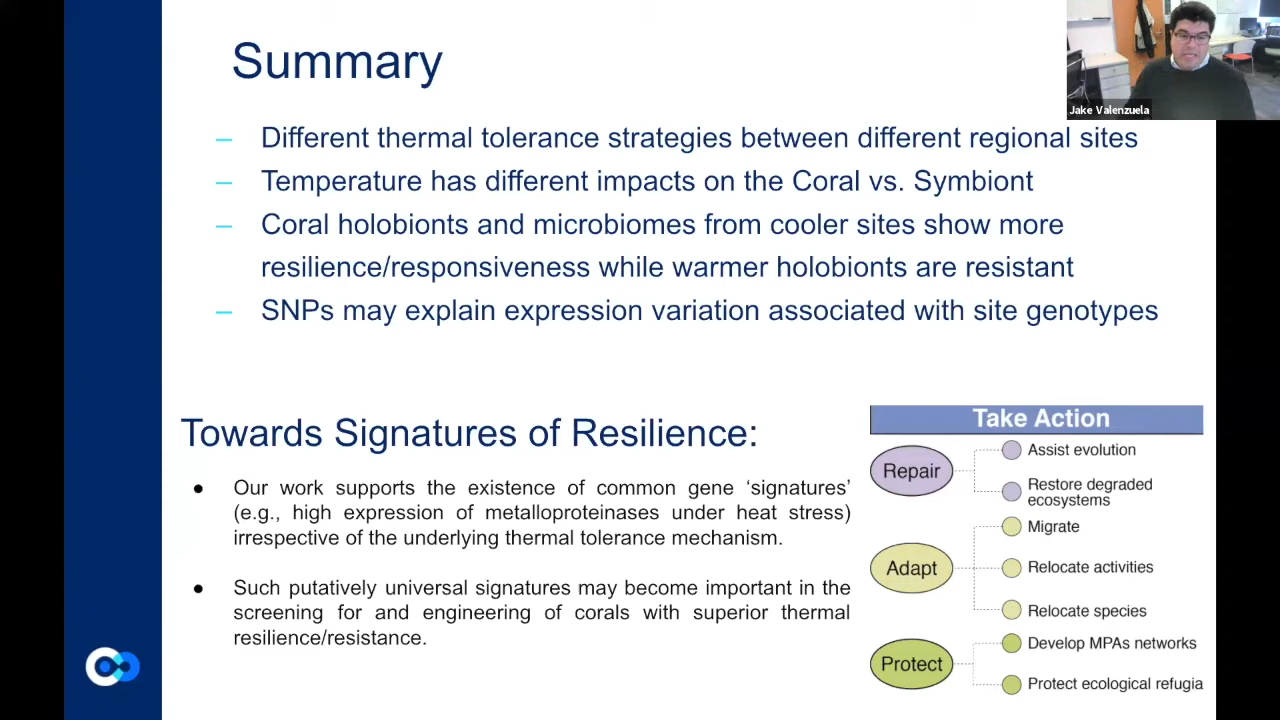 Summary
Jake Valenzuela
– Different thermal tolerance strategies between different regional sites
– Temperature has different impacts on the Coral vs. Symbiont
– Coral holobionts and microbiomes from cooler sites show more
resilience/responsiveness while warmer holobionts are resistant
– SNPs may explain expression variation associated with site genotypes
Towards Signatures of Resilience:
● Our work supports the existence of common gene ‘signatures’
(e.g., high expression of metalloproteinases under heat stress)
irrespective of the underlying thermal tolerance mechanism.
● Such putatively universal signatures may become important in the
screening for and engineering of corals with superior thermal
resilience/resistance.
Take Action
Repair
Assist evolution
Restore degraded
ecosystems
Adapt
Migrate
Relocate activities
Relocate species
Protect
Develop MPAs networks
Protect ecological refugia